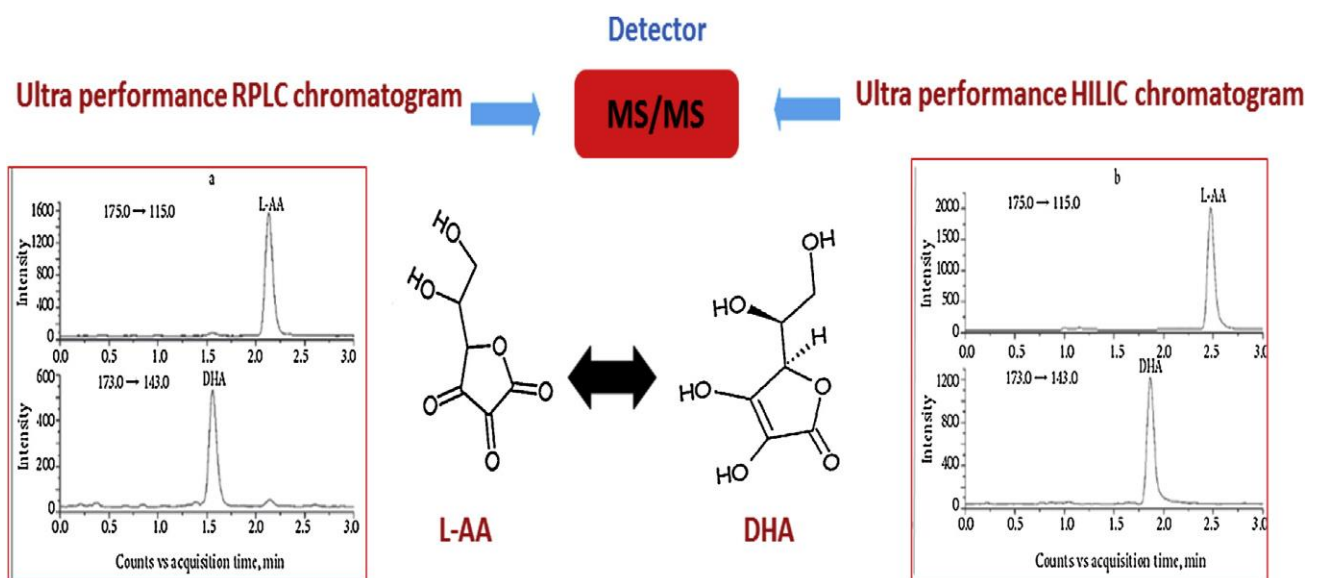 Detector
Ultra performance RPLC chromatogram
MS/MS
Ultra performance HILIC chromatogram
a
175.0 → 115.0
L-AA
Intensity
1600
1200
800
400
0
0.0 0.5 1.0 1.5 2.0 2.5 3.0
173.0 → 143.0
DHA
Intensity
600
400
200
0
0.0 0.5 1.0 1.5 2.0 2.5 3.0
Counts vs acquisition time, min
HO
HO
O
O
O
O
L-AA
OH
HO
H
HO
O
HO
O
DHA
b
175.0 → 115.0
L-AA
Intensity
2000
1500
1000
500
0
0.0 0.5 1.0 1.5 2.0 2.5 3.0
173.0 → 143.0
DHA
Intensity
1200
800
400
0
0.0 0.5 1.0 1.5 2.0 2.5 3.0
Counts vs acquisition time, min